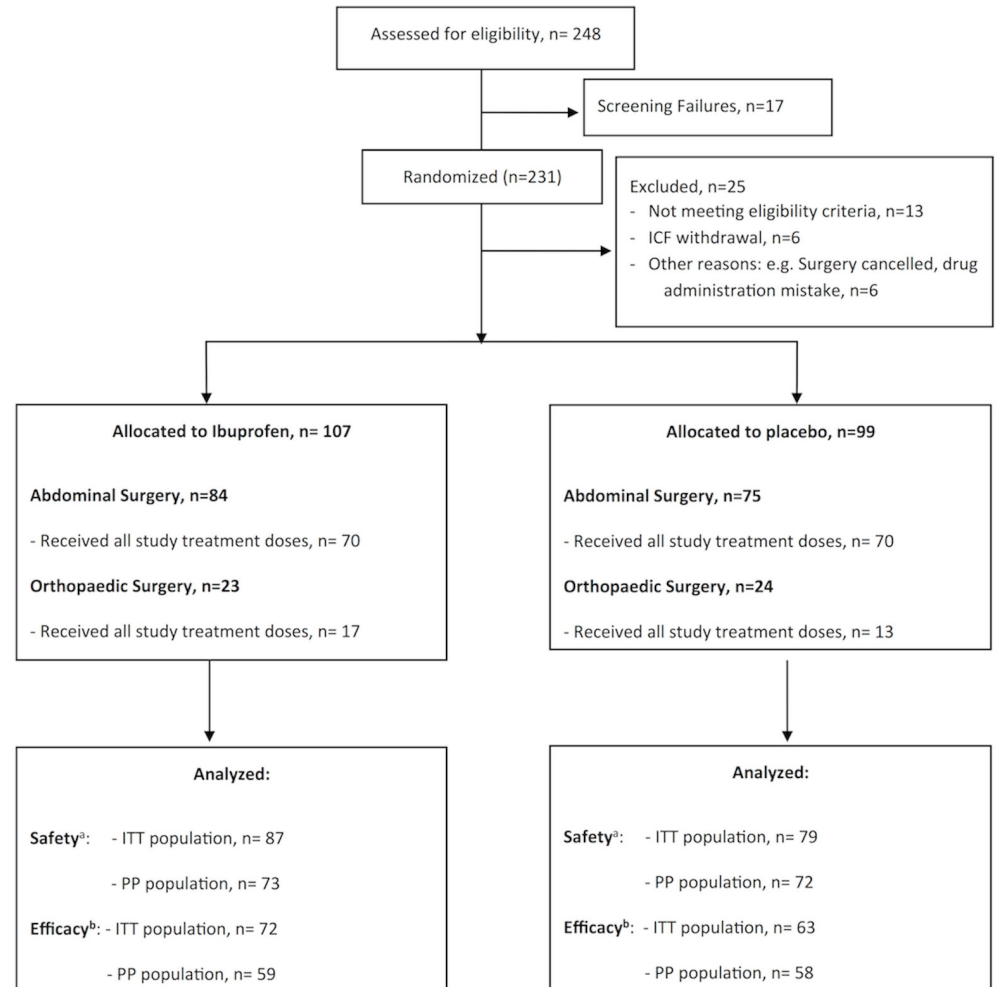 Assessed for eligibility, n= 248
Screening Failures, n=17
Randomized (n=231)
Excluded, n=25
- Not meeting eligibility criteria, n=13
- ICF withdrawal, n=6
- Other reasons: e.g. Surgery cancelled, drug
administration mistake, n=6
Allocated to Ibuprofen, n= 107
Abdominal Surgery, n=84
- Received all study treatment doses, n= 70
Orthopaedic Surgery, n=23
- Received all study treatment doses, n= 17
Allocated to placebo, n=99
Abdominal Surgery, n=75
- Received all study treatment doses, n= 70
Orthopaedic Surgery, n=24
- Received all study treatment doses, n= 13
Analyzed:
Safetyᵃ: - ITT population, n= 87
- PP population, n= 73
Efficacyᵇ: - ITT population, n= 72
- PP population, n= 59
Analyzed:
Safetyᵃ: - ITT population, n= 79
- PP population, n= 72
Efficacyᵇ: - ITT population, n= 63
- PP population, n= 58